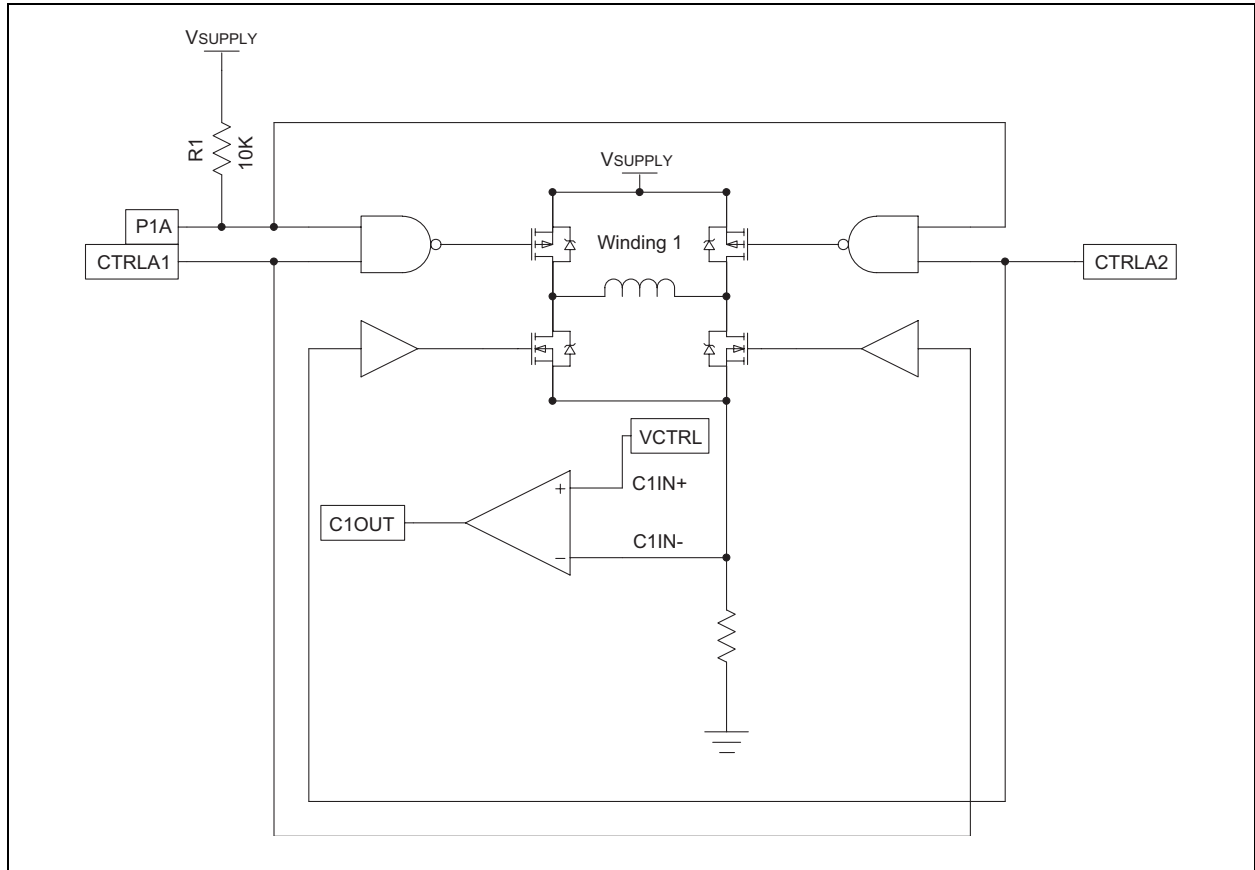 VSUPPLY
R1
10K
VSUPPLY
P1A
CTRLA1
Winding 1
CTRLA2
VCTRL
+
C1IN+
C1OUT
C1IN-
−